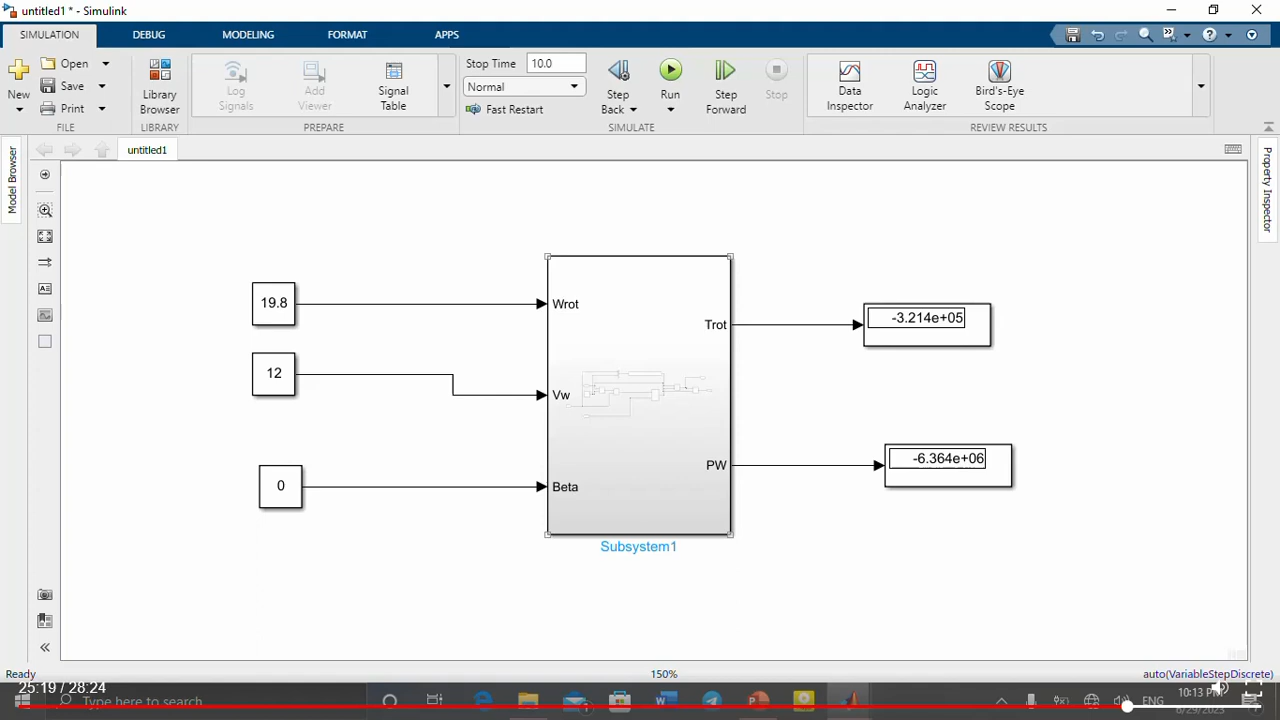 untitled1 * - Simulink
SIMULATION DEBUG MODELING FORMAT APPS
New
Open
Save
Print
FILE
Library
Browser
LIBRARY
Log
Signals
Add
Viewer
Signal
Table
PREPARE
Stop Time 10.0
Normal
Fast Restart
Step
Back
Run
Step
Forward
Stop
SIMULATE
Data
Inspector
Logic
Analyzer
Bird's-Eye
Scope
REVIEW RESULTS
Model Browser
untitled1
Property Inspector
19.8
12
0
Wrot
Vw
Beta
Trot
PW
Subsystem1
-3.214e+05
-6.364e+06
Ready
150%
auto(VariableStepDiscrete)
25:19 / 28:24
Type here to search
ENG
10:13 PM
6/29/2023